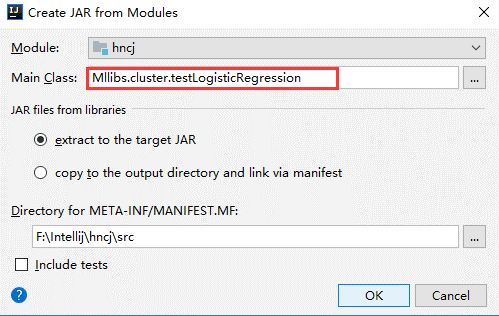 IJ Create JAR from Modules
Module: hncj
Main Class: Mllibs.cluster.testLogisticRegression ...
JAR files from libraries
extract to the target JAR
copy to the output directory and link via manifest
Directory for META-INF/MANIFEST.MF:
F:\Intellij\hncj\src ...
Include tests
? OK Cancel